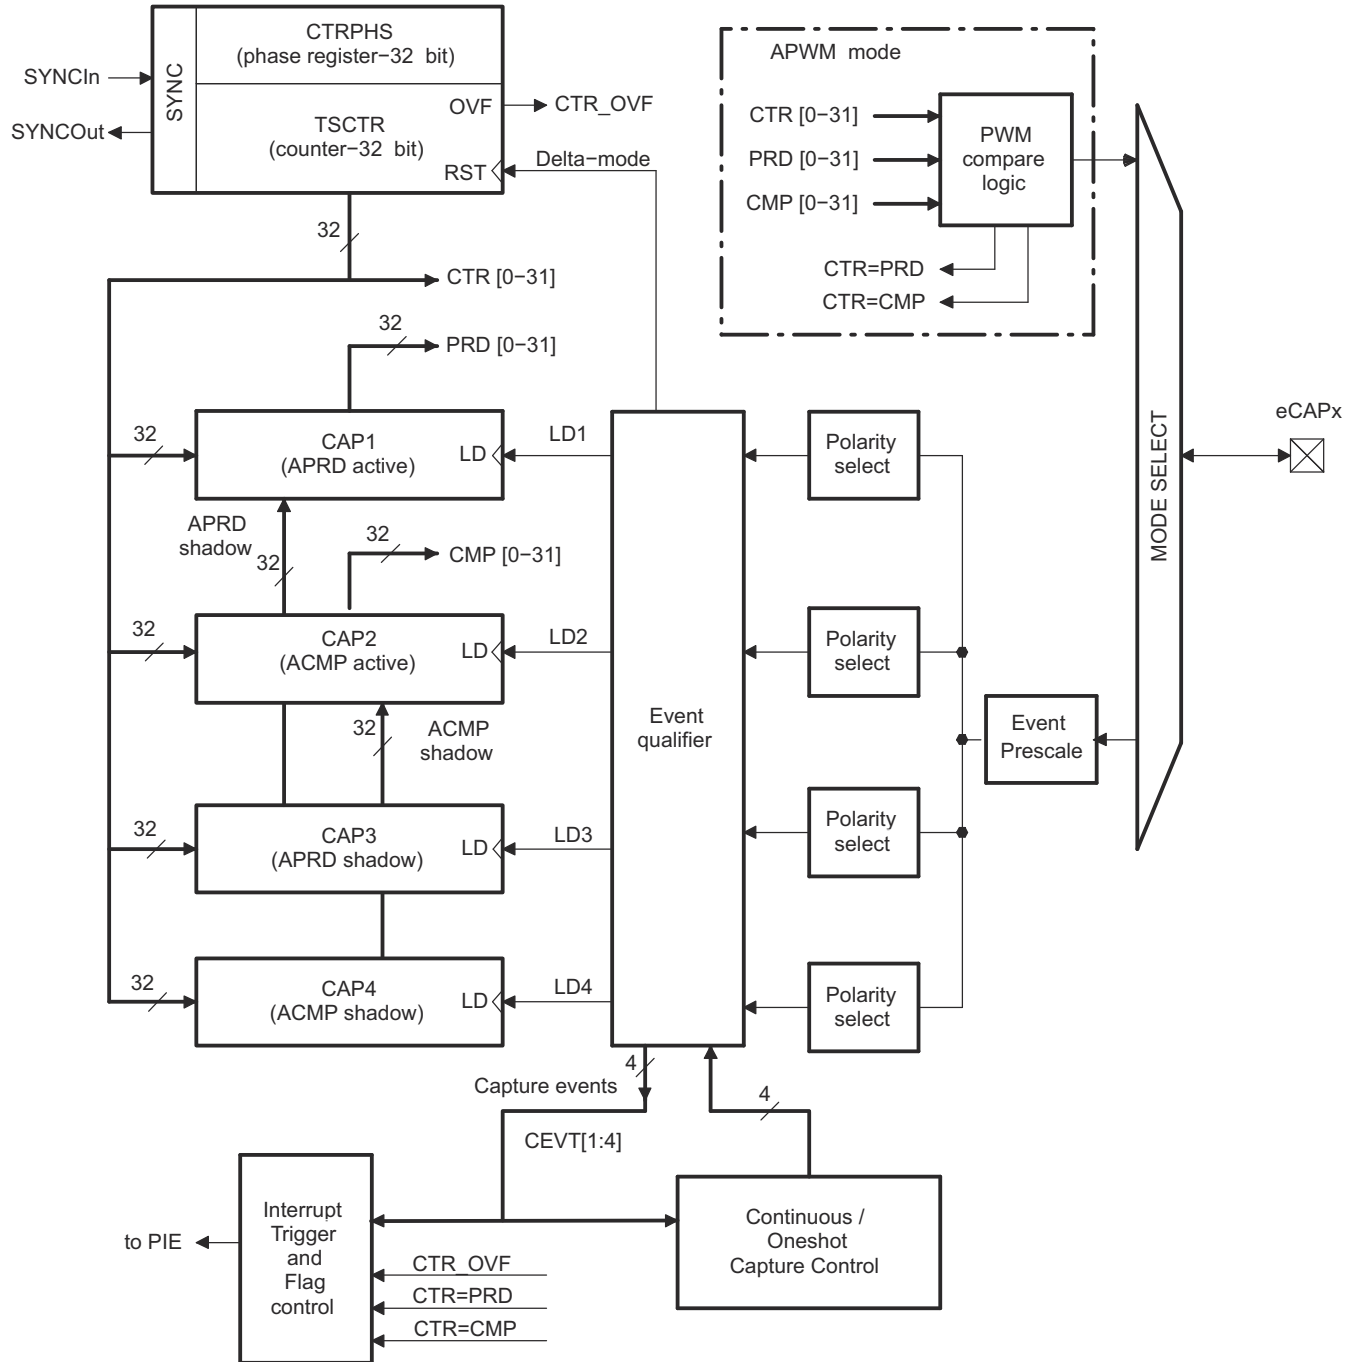 CTRPHS
(phase register−32 bit)
APWM mode
SYNCIn
SYNC
OVF
CTR_OVF
SYNCOut
TSCTR
(counter−32 bit)
RST
Delta−mode
CTR [0−31]
PRD [0−31]
CMP [0−31]
PWM
compare
logic
CTR=PRD
CTR=CMP
32
CTR [0−31]
32
PRD [0−31]
MODE SELECT
eCAPx
32
CAP1
(APRD active)
LD
LD1
Polarity
select
APRD
shadow
32
32
CMP [0−31]
32
CAP2
(ACMP active)
LD
LD2
Polarity
select
32
ACMP
shadow
Event
qualifier
Event
Prescale
32
CAP3
(APRD shadow)
LD
LD3
Polarity
select
32
CAP4
(ACMP shadow)
LD
LD4
Polarity
select
4
Capture events
4
CEVT[1:4]
to PIE
Interrupt
Trigger
and
Flag
control
CTR_OVF
CTR=PRD
CTR=CMP
Continuous /
Oneshot
Capture Control